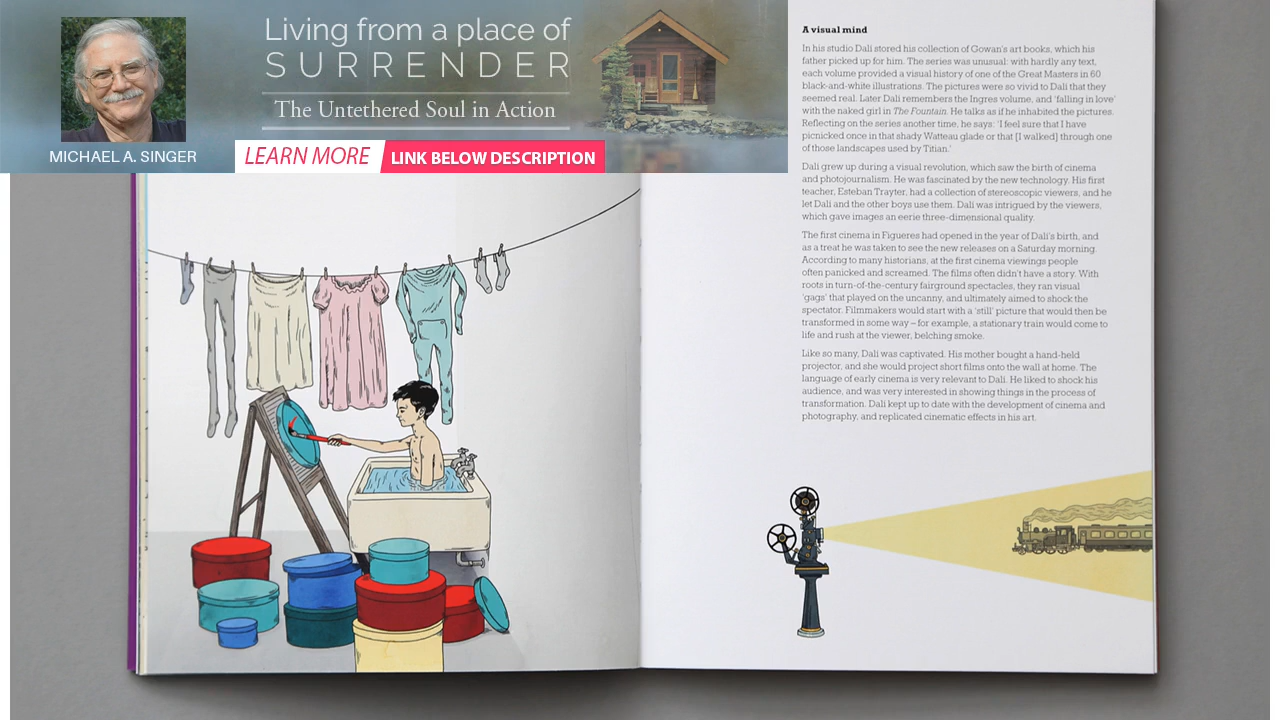 Living from a place of
SURRENDER
The Untethered Soul in Action
MICHAEL A. SINGER
LEARN MORE
LINK BELOW DESCRIPTION
A visual mind
In his studio Dalí stored his collection of Gowan's art books, which his
father picked up for him. The series was unusual: with hardly any text,
each volume provided a visual history of one of the Great Masters in 60
black-and-white illustrations. The pictures were so vivid to Dalí that they
seemed real. Later Dalí remembers the Ingres volume, and 'falling in love'
with the naked girl in The Fountain. He talks as if he inhabited the pictures.
Reflecting on the series another time, he says: 'I feel sure that I have
picnicked once in that shady Watteau glade or that [I walked] through one
of those landscapes used by Titian.'
Dalí grew up during a visual revolution, which saw the birth of cinema
and photojournalism. He was fascinated by the new technology. His first
teacher, Esteban Trayter, had a collection of stereoscopic viewers, and he
let Dalí and the other boys use them. Dalí was intrigued by the viewers,
which gave images an eerie three-dimensional quality.
The first cinema in Figueres had opened in the year of Dalí's birth, and
as a treat he was taken to see the new releases on a Saturday morning.
According to many historians, at the first cinema viewings people
often panicked and screamed. The films often didn't have a story. With
roots in turn-of-the-century fairground spectacles, they ran visual
'gags' that played on the uncanny, and ultimately aimed to shock the
spectator. Filmmakers would start with a 'still' picture that would then be
transformed in some way – for example, a stationary train would come to
life and rush at the viewer, belching smoke.
Like so many, Dalí was captivated. His mother bought a hand-held
projector, and she would project short films onto the wall at home. The
language of early cinema is very relevant to Dalí. He liked to shock his
audience, and was very interested in showing things in the process of
transformation. Dalí kept up to date with the development of cinema and
photography, and replicated cinematic effects in his art.